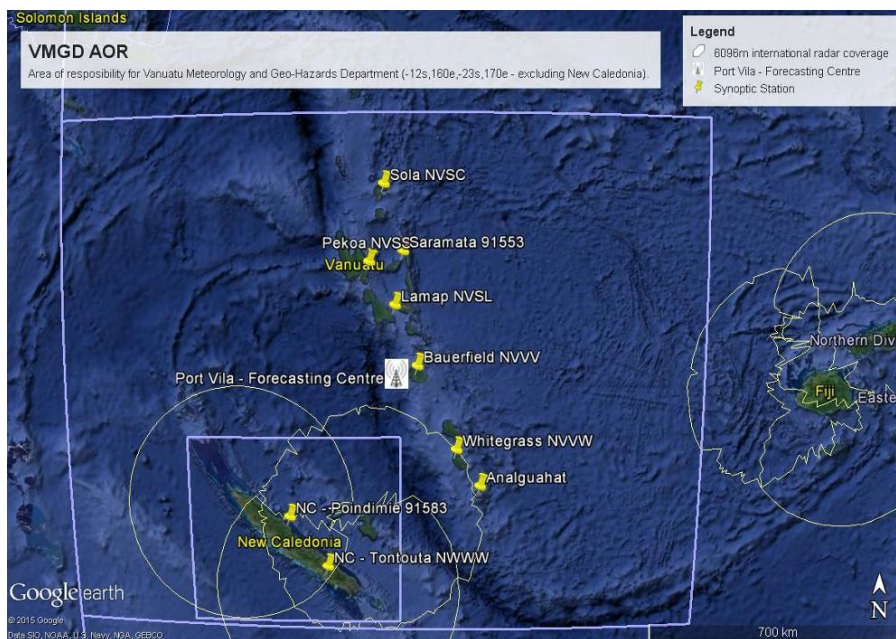 Solomon Islands
VMGD AOR
Area of resposibility for Vanuatu Meteorology and Geo-Hazards Department (-12s,160e,-23s,170e - excluding New Caledonia).
Legend
6096m international radar coverage
Port Vila - Forecasting Centre
Synoptic Station
Sola NVSC
Pekoa NVSS
Saramata 91553
Vanuatu
Lamap NVSL
Bauerfield NVVV
Port Vila - Forecasting Centre
Northern Div
Fiji
Easte
Whitegrass NVVW
Analguahat
NC - Poindimie 91583
New Caledonia
NC - Tontouta NWWW
Google earth
© 2015 Google
Data SIO, NOAA, U.S. Navy, NGA, GEBCO
N
700 km